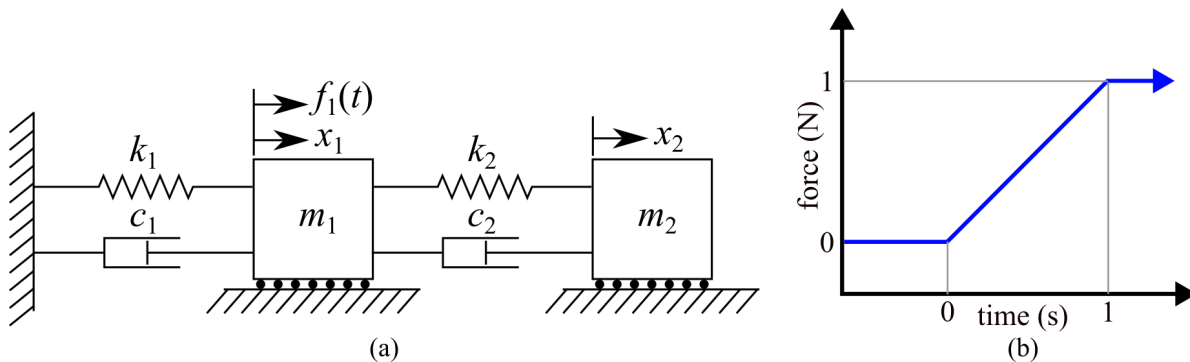 f₁(t)
x₁
x₂
k₁
k₂
c₁
m₁
c₂
m₂
(a)
force (N)
1
0
0
time (s)
1
(b)